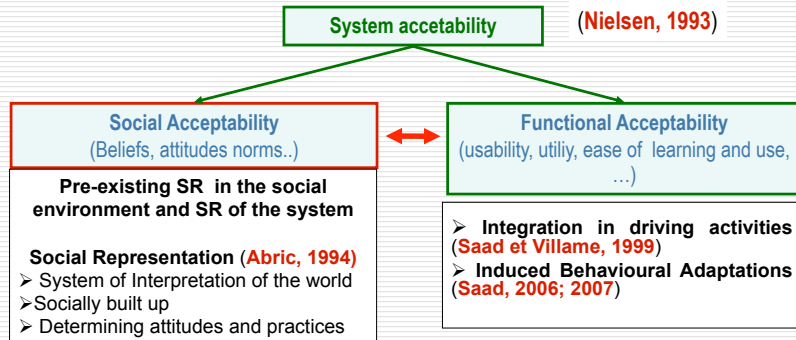 System accetability
(Nielsen, 1993)
Social Acceptability
(Beliefs, attitudes norms..)
Functional Acceptability
(usability, utiliy, ease of learning and use,
…)
Pre-existing SR in the social
environment and SR of the system
Social Representation (Abric, 1994)
➢ System of Interpretation of the world
➢Socially built up
➢ Determining attitudes and practices
➢ Integration in driving activities
(Saad et Villame, 1999)
➢ Induced Behavioural Adaptations
(Saad, 2006; 2007)